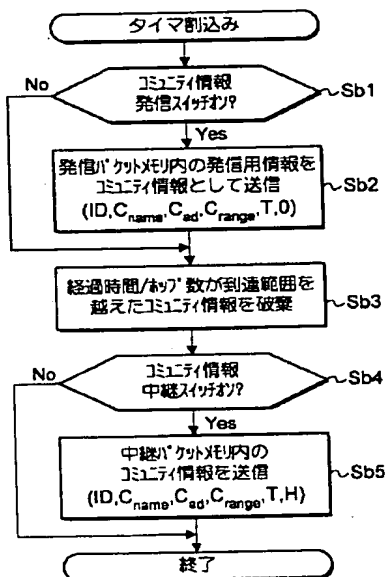 タイマ割込み
No
コミュニティ情報
発信スイッチオン?
Sb1
Yes
発信パケットメモリ内の発信用情報を
コミュニティ情報として送信
(ID,Cname,Cad,Crange,T,0)
Sb2
経過時間/ホップ数が到達範囲を
越えたコミュニティ情報を破棄
Sb3
No
コミュニティ情報
中継スイッチオン?
Sb4
Yes
中継パケットメモリ内の
コミュニティ情報を送信
(ID,Cname,Cad,Crange,T,H)
Sb5
終了